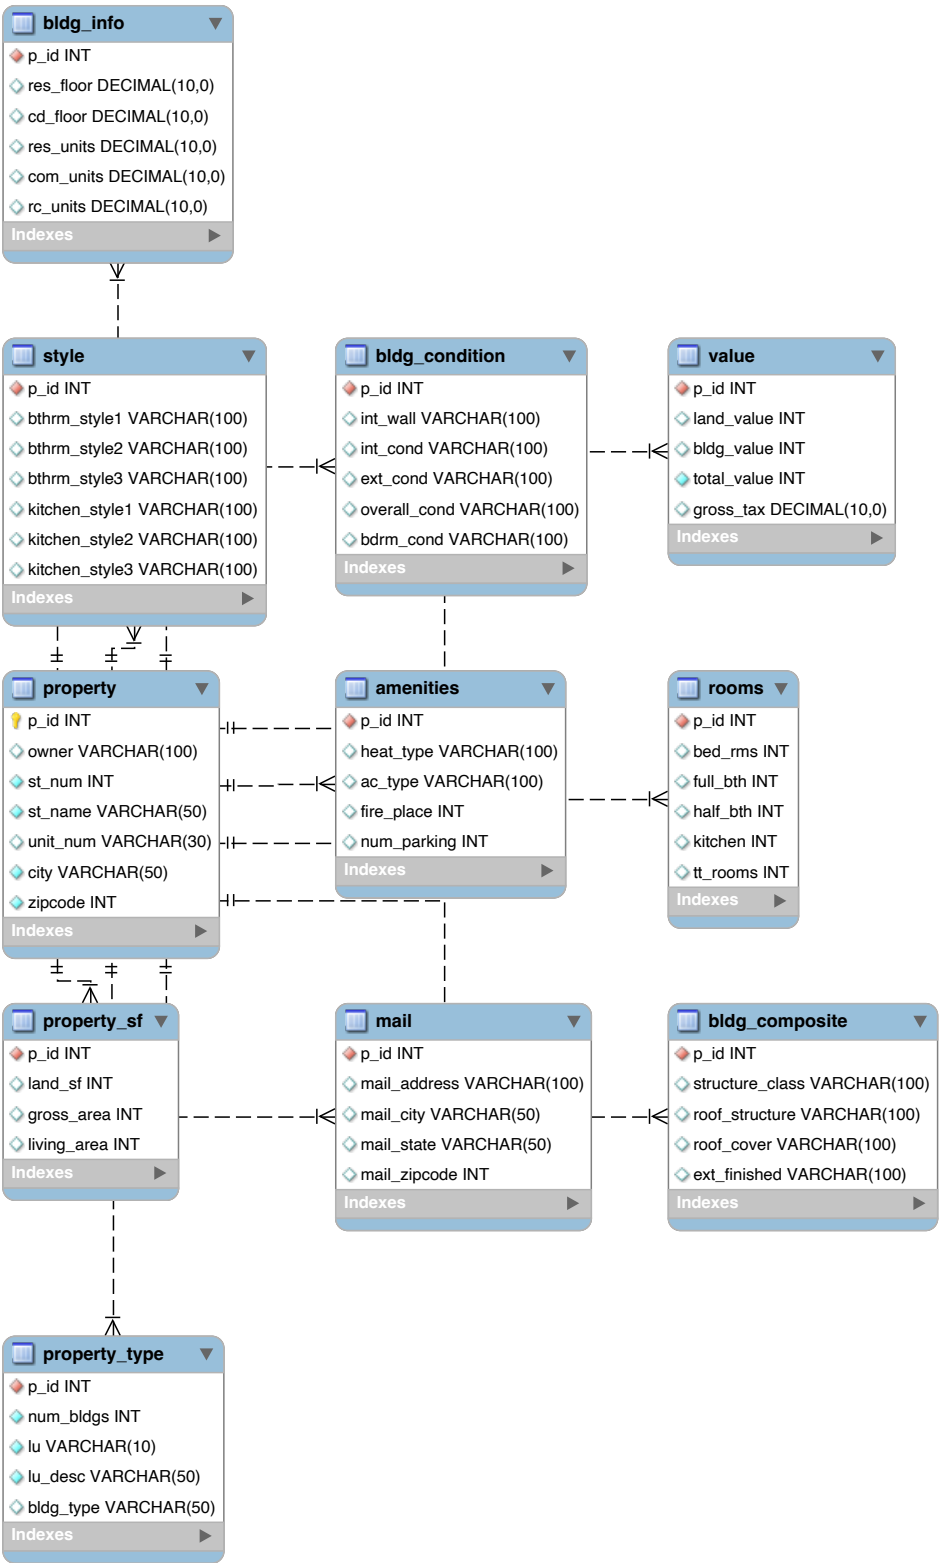 bldg_info
p_id INT
res_floor DECIMAL(10,0)
cd_floor DECIMAL(10,0)
res_units DECIMAL(10,0)
com_units DECIMAL(10,0)
rc_units DECIMAL(10,0)
Indexes
style
p_id INT
bthrm_style1 VARCHAR(100)
bthrm_style2 VARCHAR(100)
bthrm_style3 VARCHAR(100)
kitchen_style1 VARCHAR(100)
kitchen_style2 VARCHAR(100)
kitchen_style3 VARCHAR(100)
Indexes
bldg_condition
p_id INT
int_wall VARCHAR(100)
int_cond VARCHAR(100)
ext_cond VARCHAR(100)
overall_cond VARCHAR(100)
bdrm_cond VARCHAR(100)
Indexes
value
p_id INT
land_value INT
bldg_value INT
total_value INT
gross_tax DECIMAL(10,0)
Indexes
property
p_id INT
owner VARCHAR(100)
st_num INT
st_name VARCHAR(50)
unit_num VARCHAR(30)
city VARCHAR(50)
zipcode INT
Indexes
amenities
p_id INT
heat_type VARCHAR(100)
ac_type VARCHAR(100)
fire_place INT
num_parking INT
Indexes
rooms
p_id INT
bed_rms INT
full_bth INT
half_bth INT
kitchen INT
tt_rooms INT
Indexes
property_sf
p_id INT
land_sf INT
gross_area INT
living_area INT
Indexes
mail
p_id INT
mail_address VARCHAR(100)
mail_city VARCHAR(50)
mail_state VARCHAR(50)
mail_zipcode INT
Indexes
bldg_composite
p_id INT
structure_class VARCHAR(100)
roof_structure VARCHAR(100)
roof_cover VARCHAR(100)
ext_finished VARCHAR(100)
Indexes
property_type
p_id INT
num_bldgs INT
lu VARCHAR(10)
lu_desc VARCHAR(50)
bldg_type VARCHAR(50)
Indexes